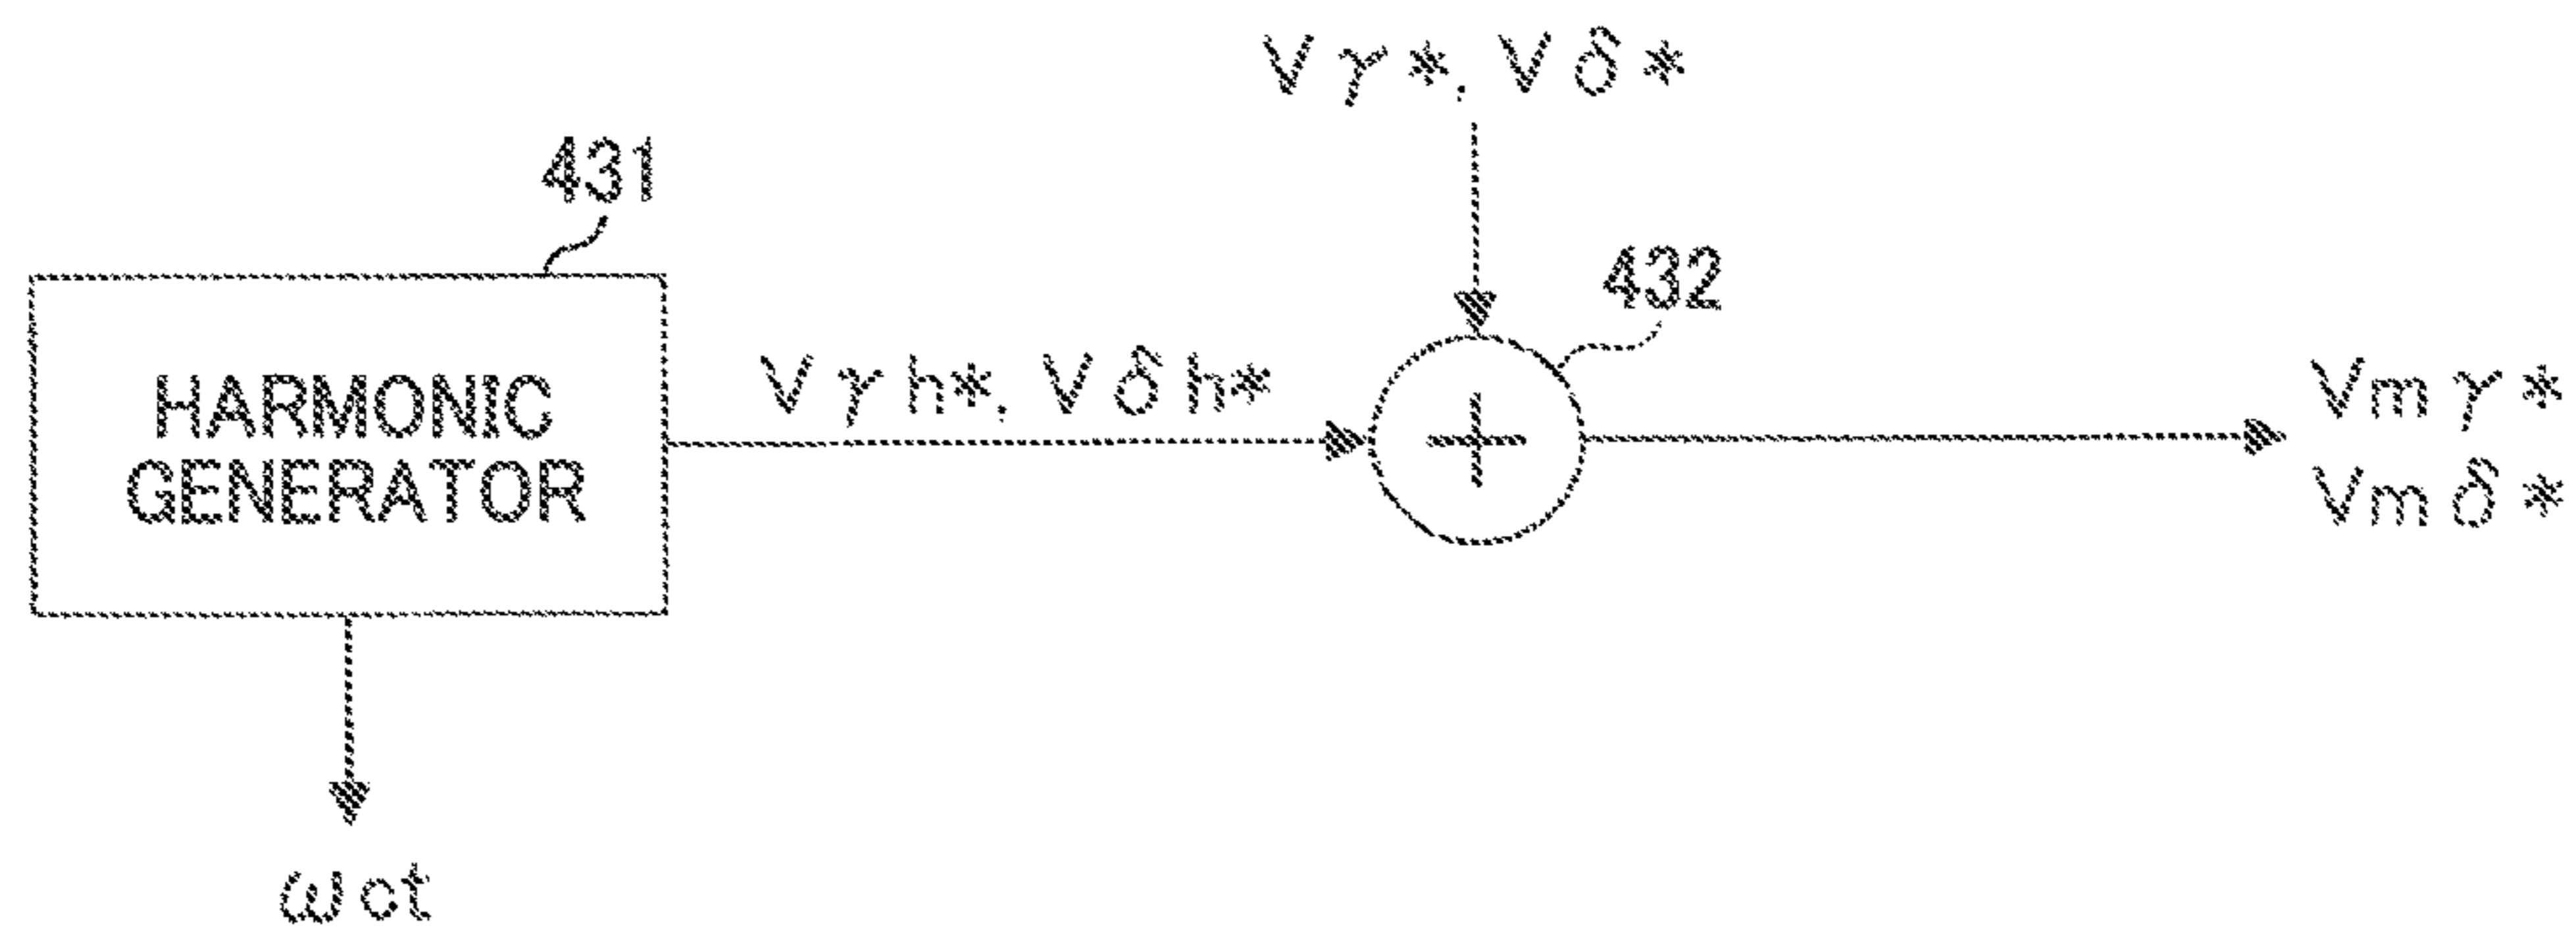 Vγ*, Vδ*
431
432
HARMONIC
GENERATOR
Vγh*, Vδh*
Vmγ*
Vmδ*
ωct